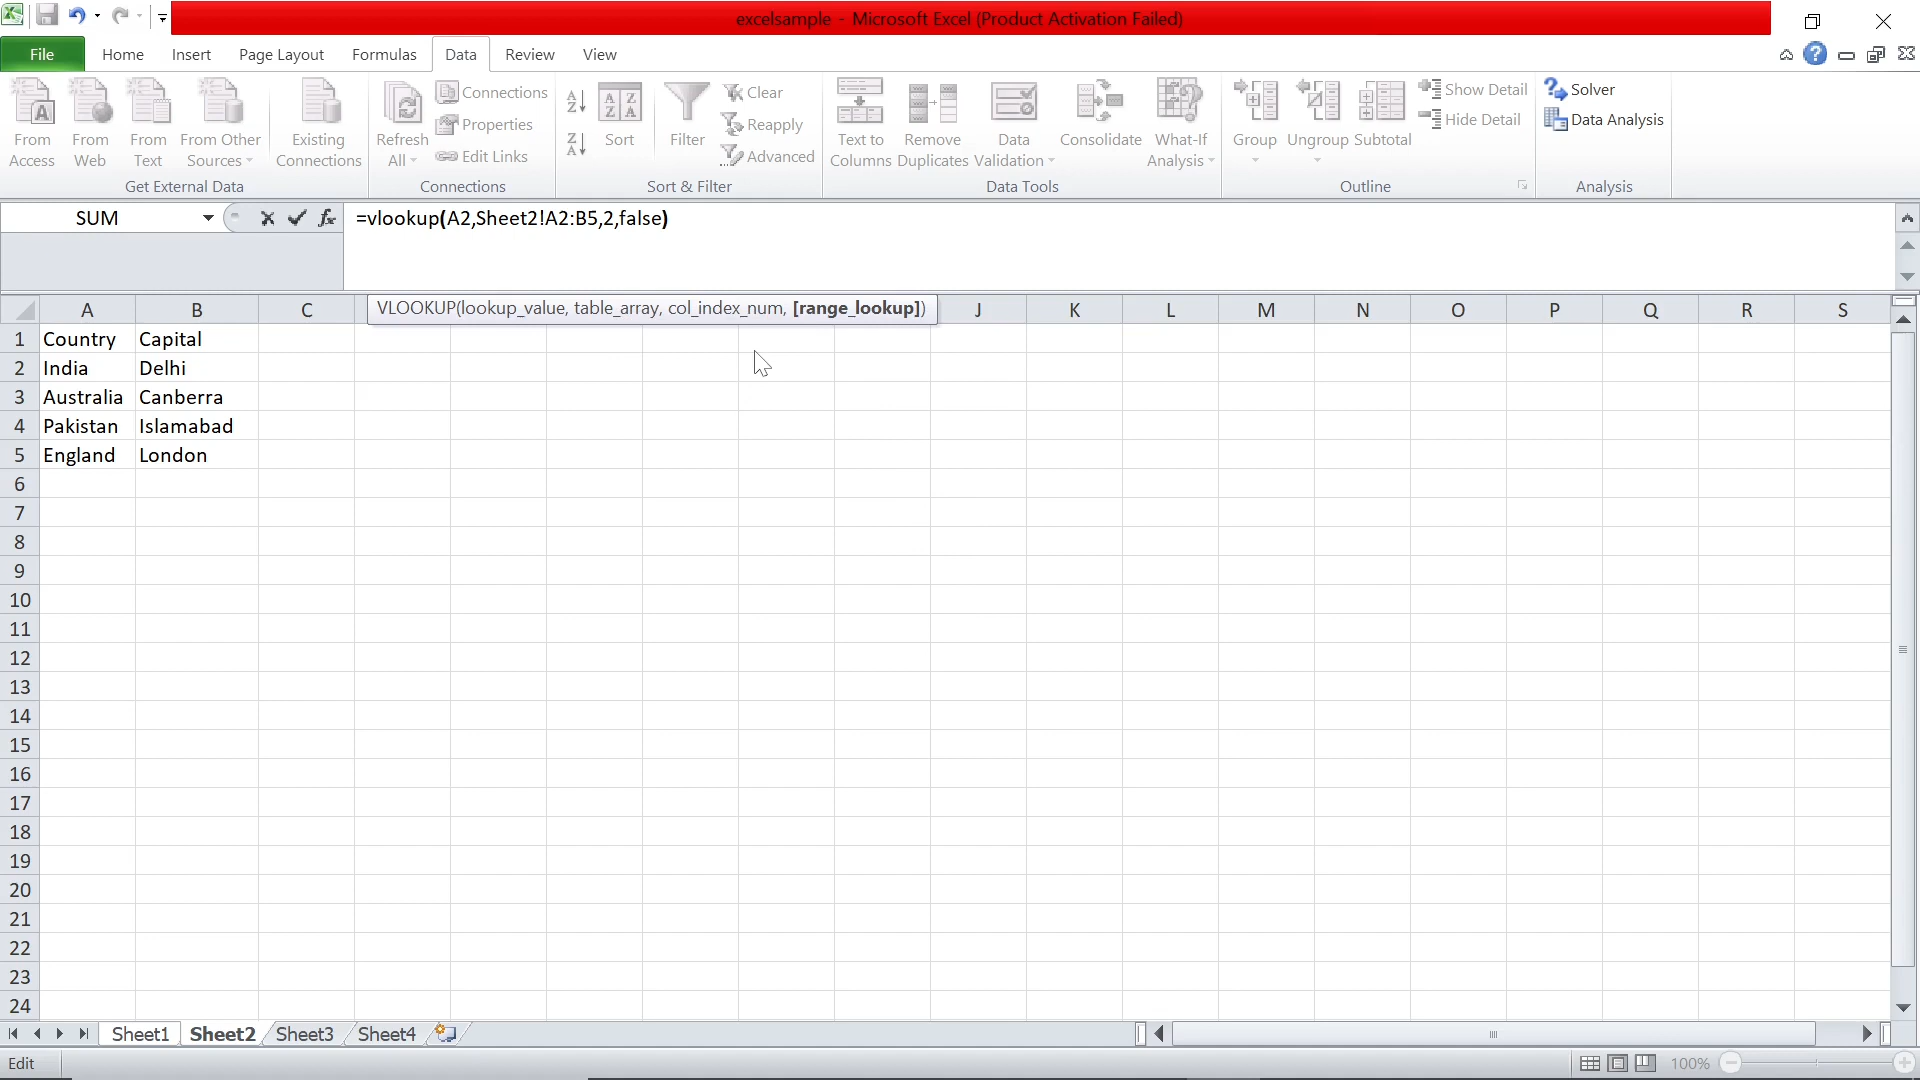 excelsample - Microsoft Excel (Product Activation Failed)
File Home Insert Page Layout Formulas Data Review View
From Access
From Web
From Text
From Other Sources
Existing Connections
Get External Data
Refresh All
Connections
Properties
Edit Links
Connections
Sort
Filter
Clear
Reapply
Advanced
Sort & Filter
Text to Columns
Remove Duplicates
Data Validation
Consolidate
What-If Analysis
Data Tools
Group
Ungroup
Subtotal
Show Detail
Hide Detail
Outline
Solver
Data Analysis
Analysis
SUM
fx
=vlookup(A2,Sheet2!A2:B5,2,false)
VLOOKUP(lookup_value, table_array, col_index_num, [range_lookup])
A B C J K L M N O P Q R S
1 Country Capital
2 India Delhi
3 Australia Canberra
4 Pakistan Islamabad
5 England London
6
7
8
9
10
11
12
13
14
15
16
17
18
19
20
21
22
23
24
Sheet1 Sheet2 Sheet3 Sheet4
Edit
100%